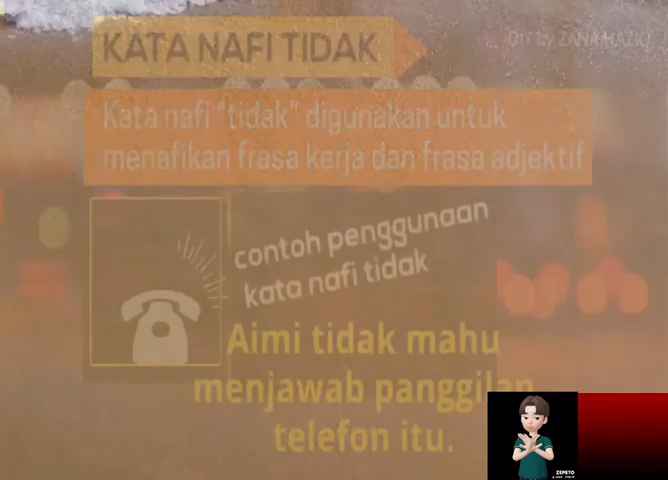 KATA NAFI TIDAK
Kata nafi "tidak" digunakan untuk
menafikan frasa kerja dan frasa adjektif
contoh penggunaan
kata nafi tidak
Aimi tidak mahu
menjawab panggilan
telefon itu.
ZEPETO